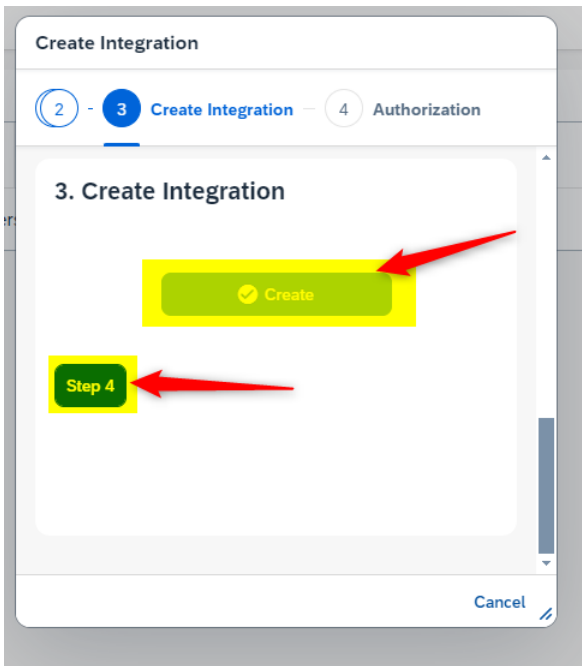 Create Integration
2 - 3 Create Integration – 4 Authorization
3. Create Integration
Create
Step 4
Cancel